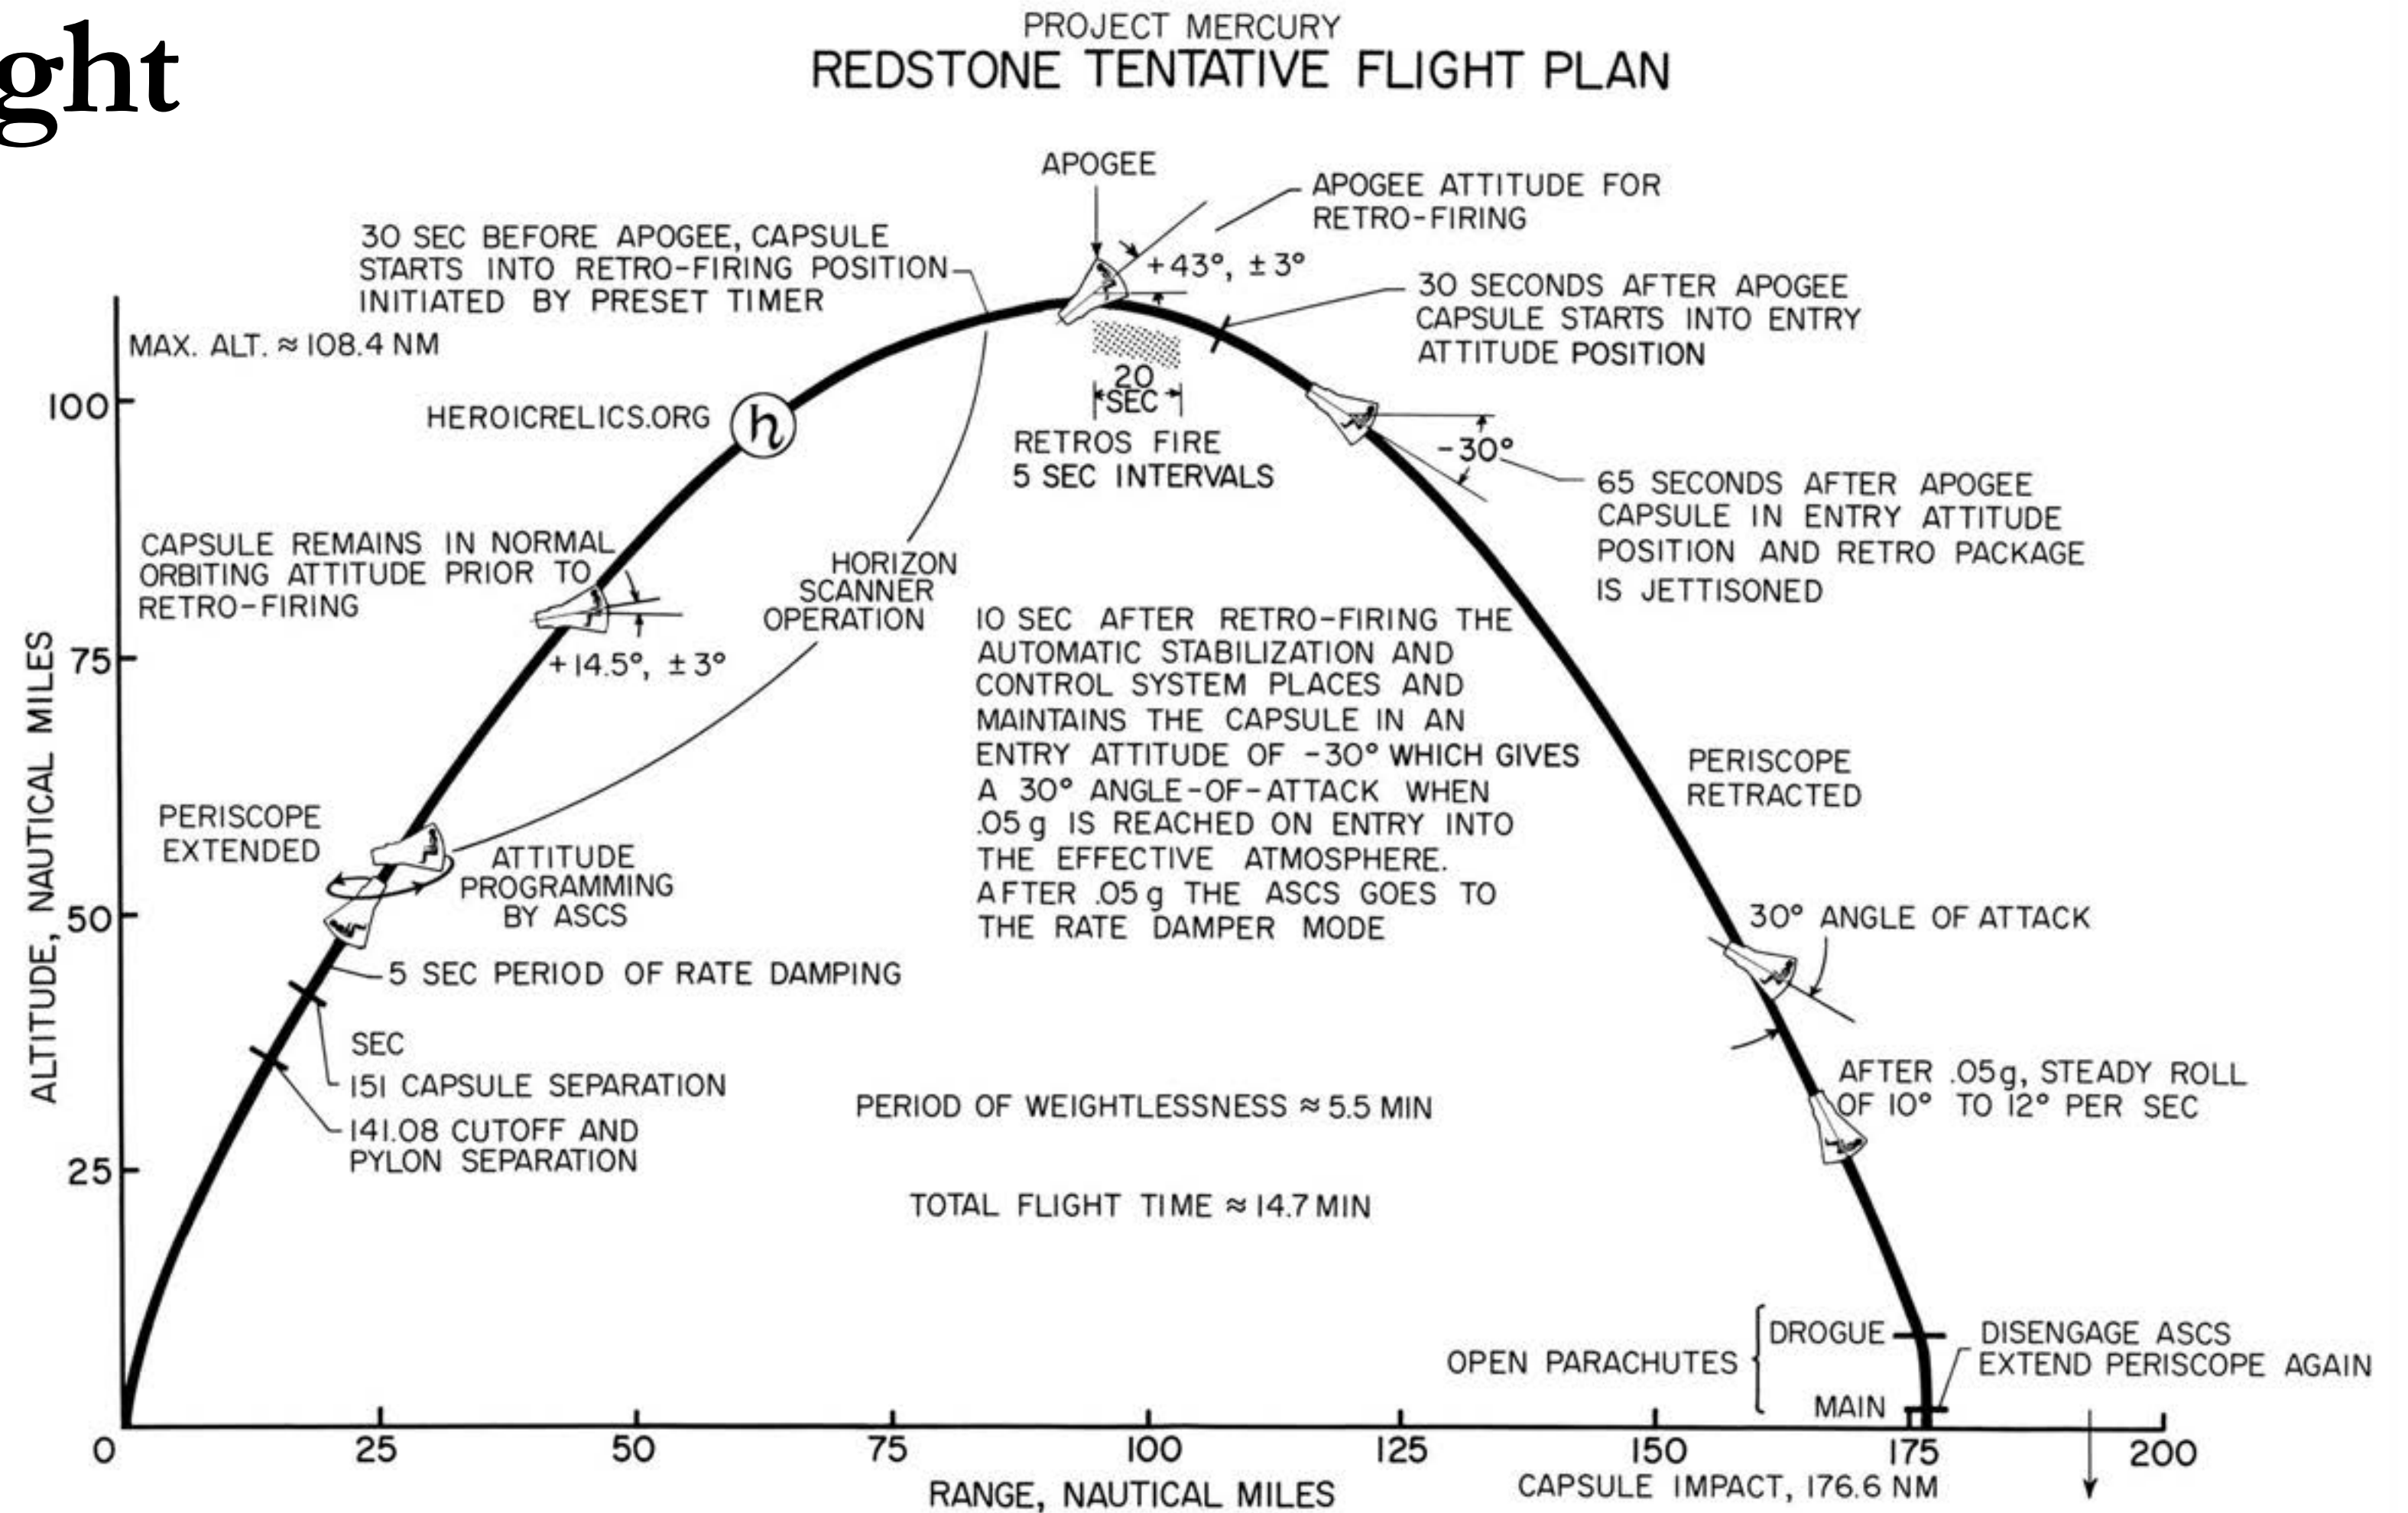 ght
PROJECT MERCURY
REDSTONE TENTATIVE FLIGHT PLAN
APOGEE
APOGEE ATTITUDE FOR
RETRO-FIRING
+43°, ±3°
30 SEC BEFORE APOGEE, CAPSULE
STARTS INTO RETRO-FIRING POSITION
INITIATED BY PRESET TIMER
30 SECONDS AFTER APOGEE
CAPSULE STARTS INTO ENTRY
ATTITUDE POSITION
MAX. ALT. ≈ 108.4 NM
HEROICRELICS.ORG
h
20
SEC
RETROS FIRE
5 SEC INTERVALS
-30°
65 SECONDS AFTER APOGEE
CAPSULE IN ENTRY ATTITUDE
POSITION AND RETRO PACKAGE
IS JETTISONED
CAPSULE REMAINS IN NORMAL
ORBITING ATTITUDE PRIOR TO
RETRO-FIRING
+14.5°, ±3°
HORIZON
SCANNER
OPERATION
10 SEC AFTER RETRO-FIRING THE
AUTOMATIC STABILIZATION AND
CONTROL SYSTEM PLACES AND
MAINTAINS THE CAPSULE IN AN
ENTRY ATTITUDE OF -30° WHICH GIVES
A 30° ANGLE-OF-ATTACK WHEN
.05 g IS REACHED ON ENTRY INTO
THE EFFECTIVE ATMOSPHERE.
AFTER .05 g THE ASCS GOES TO
THE RATE DAMPER MODE
PERISCOPE
RETRACTED
PERISCOPE
EXTENDED
ATTITUDE
PROGRAMMING
BY ASCS
30° ANGLE OF ATTACK
5 SEC PERIOD OF RATE DAMPING
SEC
151 CAPSULE SEPARATION
141.08 CUTOFF AND
PYLON SEPARATION
AFTER .05g, STEADY ROLL
OF 10° TO 12° PER SEC
PERIOD OF WEIGHTLESSNESS ≈ 5.5 MIN
TOTAL FLIGHT TIME ≈ 14.7 MIN
OPEN PARACHUTES
DROGUE
MAIN
DISENGAGE ASCS
EXTEND PERISCOPE AGAIN
ALTITUDE, NAUTICAL MILES
100
75
50
25
0 25 50 75 100 125 150 175 200
RANGE, NAUTICAL MILES
CAPSULE IMPACT, 176.6 NM